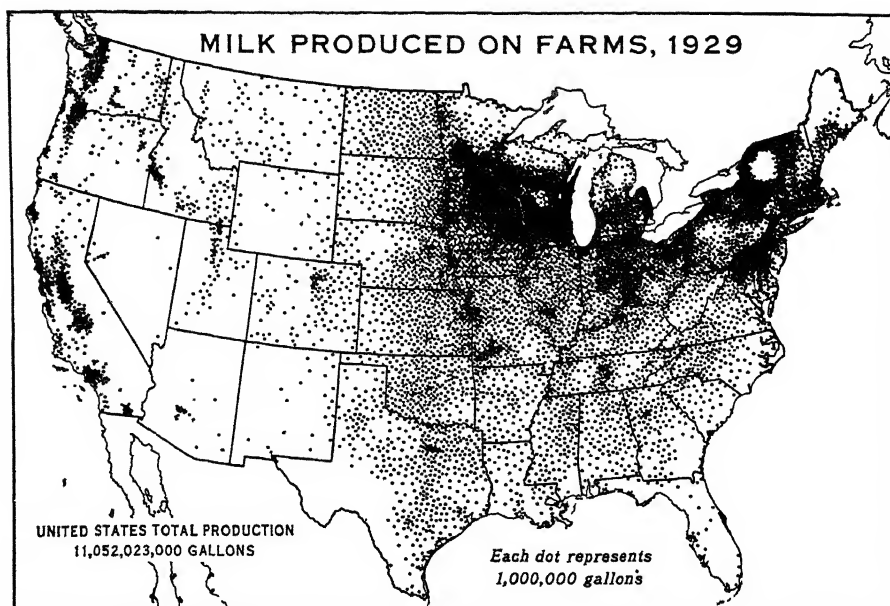 MILK PRODUCED ON FARMS, 1929
UNITED STATES TOTAL PRODUCTION
11,052,023,000 GALLONS
Each dot represents
1,000,000 gallons